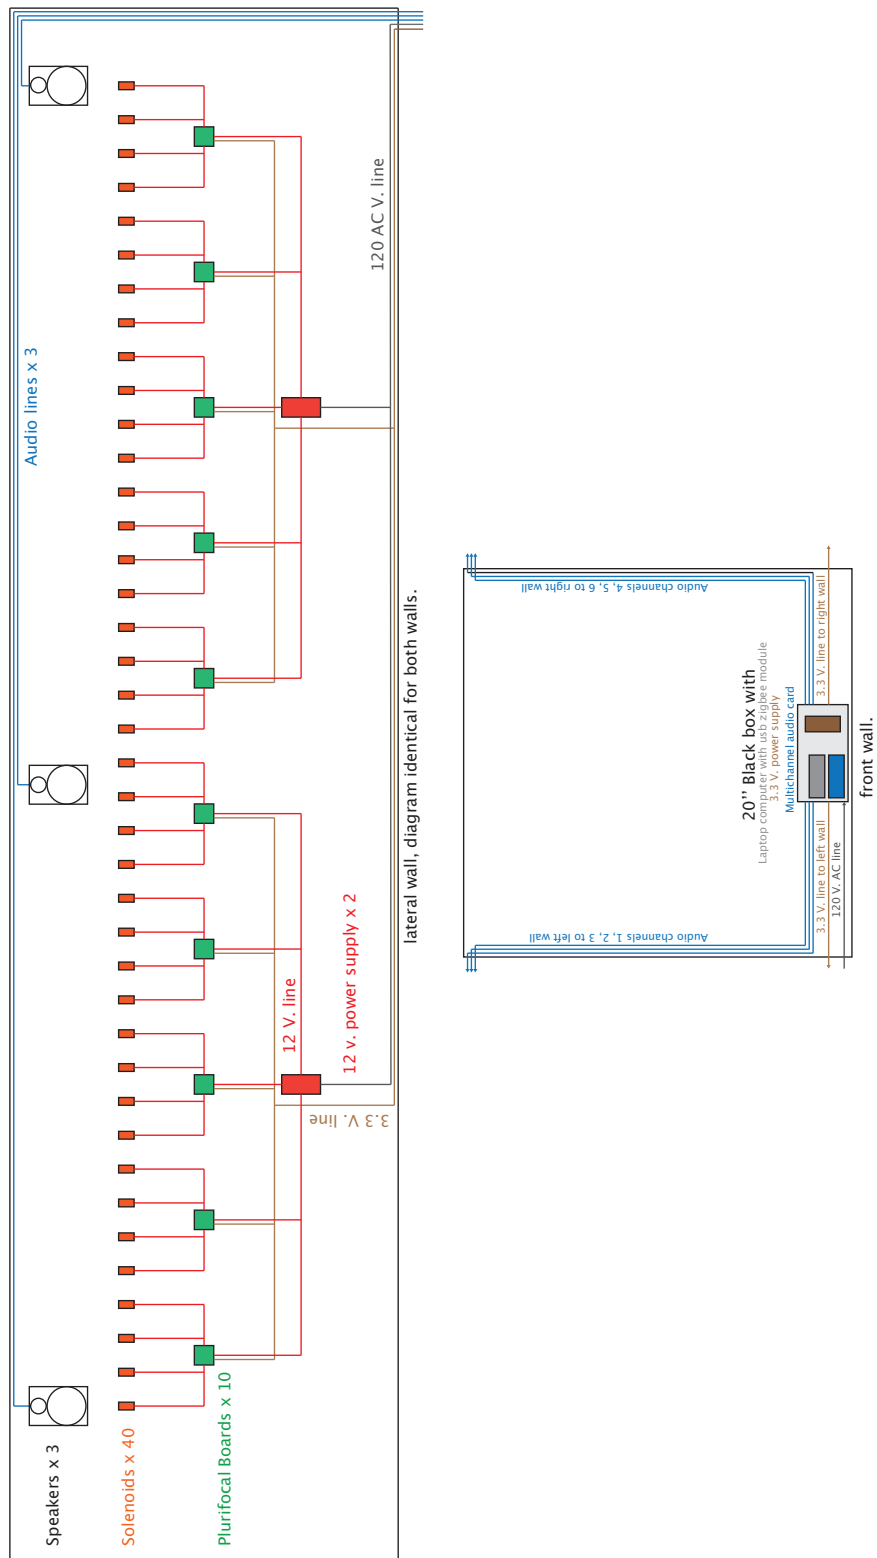 Speakers x 3
Solenoids x 40
Plurifocal Boards x 10
Audio lines x 3
12 V. line
12 v. power supply x 2
3.3 V. line
120 AC V. line
lateral wall, diagram identical for both walls.
Audio channels 1, 2, 3 to left wall
Audio channels 4, 5, 6 to right wall
20'' Black box with
Laptop computer with usb zigbee module
3.3 V. power supply
Multichannel audio card
3.3 V. line to left wall
120 V. AC line
3.3 V. line to right wall
front wall.